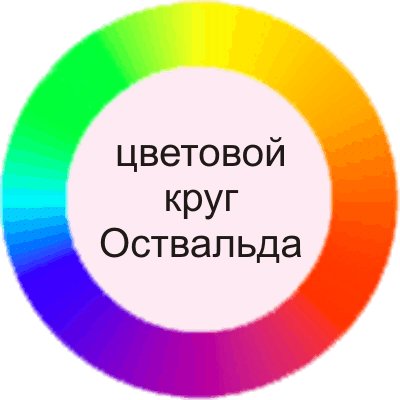 цветовой
круг
Оствальда